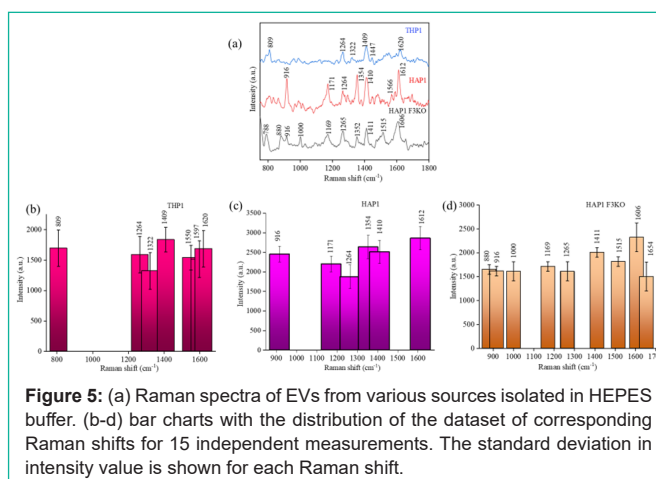 (a)
THP1
809
1264
1322
1409
1447
1620
HAP1
916
1171
1264
1354
1410
1566
1612
HAP1 F3KO
788
880
916
1000
1169
1265
1352
1411
1515
1606
Intensity (a.u.)
800 1000 1200 1400 1600 1800
Raman shift (cm-1)
(b)
THP1
809
1264
1322
1409
1550
1597
1620
Intensity (a.u.)
2000
1500
1000
500
0
800 1000 1200 1400 1600
Raman shift (cm-1)
(c)
HAP1
916
1171
1264
1354
1410
1612
Intensity (a.u.)
3500
3000
2500
2000
1500
1000
500
0
900 1000 1100 1200 1300 1400 1500 1600
Raman shift (cm-1)
(d)
HAP1 F3KO
880
916
1000
1169
1265
1411
1515
1606
1654
Intensity (a.u.)
3000
2500
2000
1500
1000
500
0
900 1000 1100 1200 1300 1400 1500 1600 17
Raman shift (cm-1)
Figure 5: (a) Raman spectra of EVs from various sources isolated in HEPES
buffer. (b-d) bar charts with the distribution of the dataset of corresponding
Raman shifts for 15 independent measurements. The standard deviation in
intensity value is shown for each Raman shift.